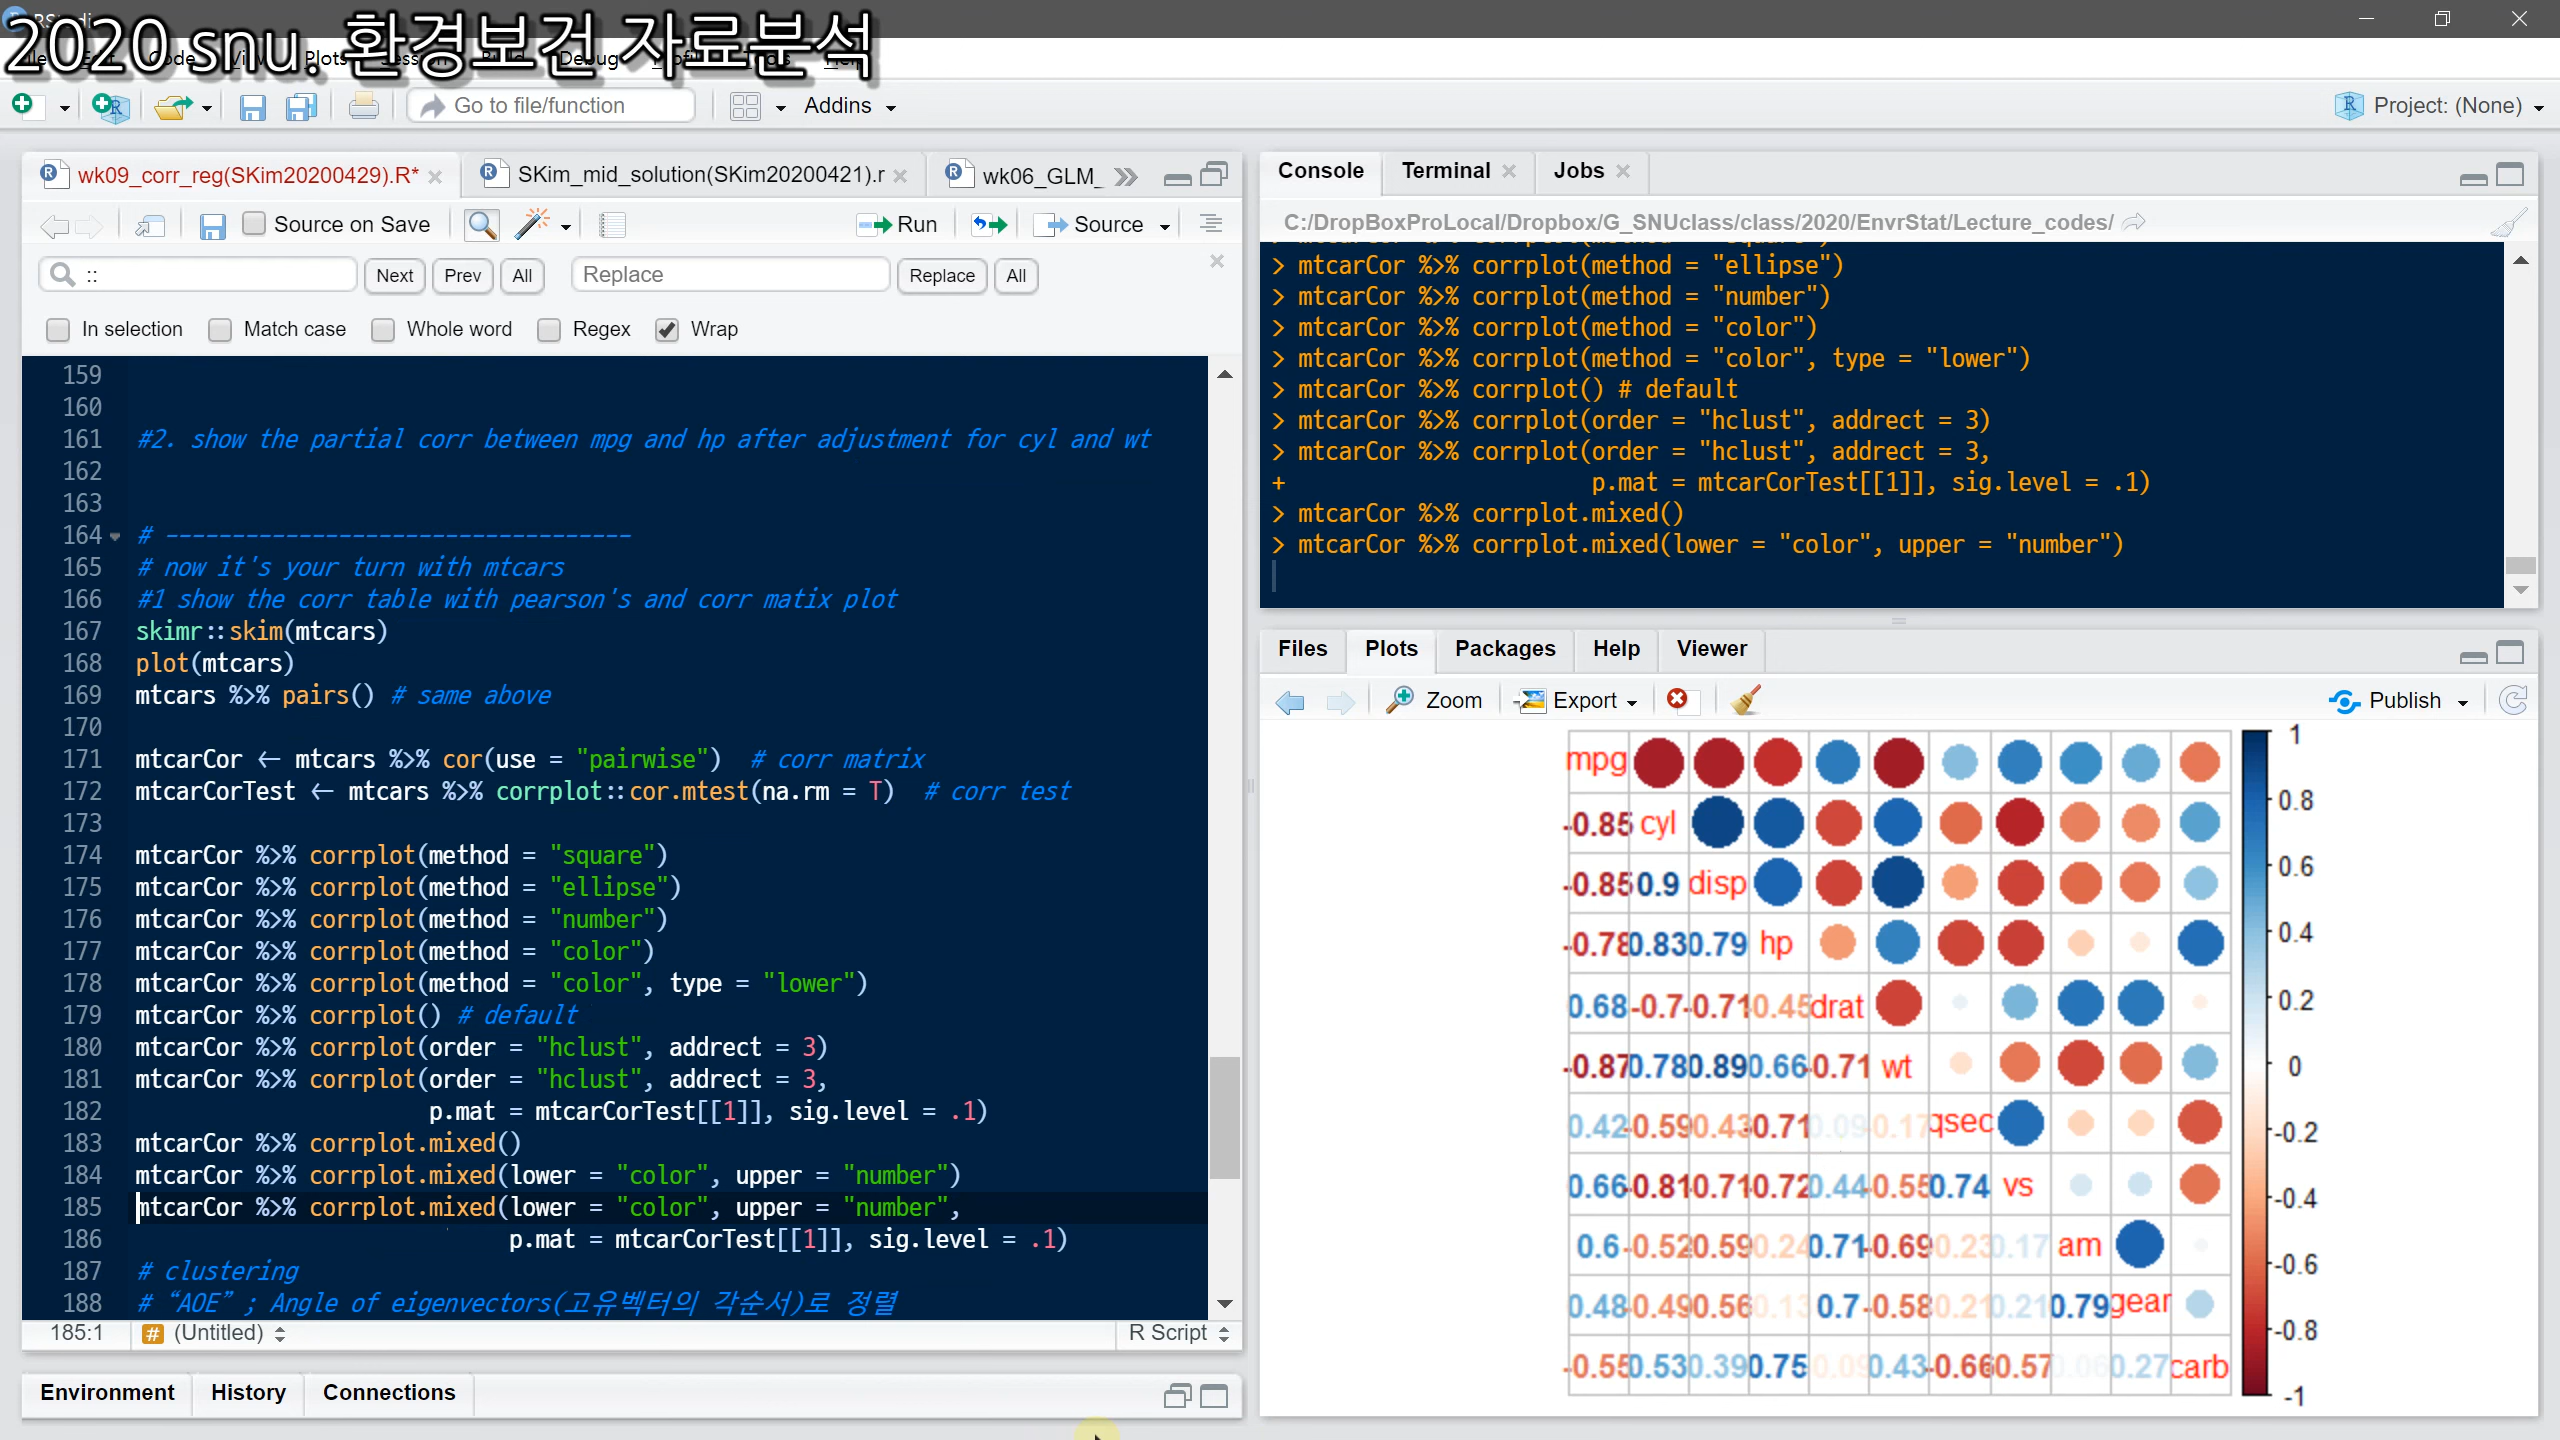 2020 snu. 환경보건 자료분석
Go to file/function
Addins
Project: (None)
wk09_corr_reg(SKim20200429).R*
SKim_mid_solution(SKim20200421).r
wk06_GLM_
Source on Save
Run
Source
::
Next
Prev
All
Replace
Replace
All
In selection
Match case
Whole word
Regex
Wrap
159
160
161 #2. show the partial corr between mpg and hp after adjustment for cyl and wt
162
163
164 # -----------------------------------
165 # now it's your turn with mtcars
166 #1 show the corr table with pearson's and corr matix plot
167 skimr::skim(mtcars)
168 plot(mtcars)
169 mtcars %>% pairs() # same above
170
171 mtcarCor <- mtcars %>% cor(use = "pairwise") # corr matrix
172 mtcarCorTest <- mtcars %>% corrplot::cor.mtest(na.rm = T) # corr test
173
174 mtcarCor %>% corrplot(method = "square")
175 mtcarCor %>% corrplot(method = "ellipse")
176 mtcarCor %>% corrplot(method = "number")
177 mtcarCor %>% corrplot(method = "color")
178 mtcarCor %>% corrplot(method = "color", type = "lower")
179 mtcarCor %>% corrplot() # default
180 mtcarCor %>% corrplot(order = "hclust", addrect = 3)
181 mtcarCor %>% corrplot(order = "hclust", addrect = 3,
182 p.mat = mtcarCorTest[[1]], sig.level = .1)
183 mtcarCor %>% corrplot.mixed()
184 mtcarCor %>% corrplot.mixed(lower = "color", upper = "number")
185 mtcarCor %>% corrplot.mixed(lower = "color", upper = "number",
186 p.mat = mtcarCorTest[[1]], sig.level = .1)
187 # clustering
188 # “AOE” ; Angle of eigenvectors(고유벡터의 각순서)로 정렬
185:1
# (Untitled)
R Script
Environment
History
Connections
Console
Terminal
Jobs
C:/DropBoxProLocal/Dropbox/G_SNUclass/class/2020/EnvrStat/Lecture_codes/
> mtcarCor %>% corrplot(method = "ellipse")
> mtcarCor %>% corrplot(method = "number")
> mtcarCor %>% corrplot(method = "color")
> mtcarCor %>% corrplot(method = "color", type = "lower")
> mtcarCor %>% corrplot() # default
> mtcarCor %>% corrplot(order = "hclust", addrect = 3)
> mtcarCor %>% corrplot(order = "hclust", addrect = 3,
+ p.mat = mtcarCorTest[[1]], sig.level = .1)
> mtcarCor %>% corrplot.mixed()
> mtcarCor %>% corrplot.mixed(lower = "color", upper = "number")
Files
Plots
Packages
Help
Viewer
Zoom
Export
Publish
mpg
-0.85 cyl
-0.85 0.9 disp
-0.78 0.83 0.79 hp
0.68 -0.7 -0.71 -0.45 drat
-0.87 0.78 0.89 0.66 -0.71 wt
0.42 -0.59 -0.43 -0.71 0.09 -0.17 qsec
0.66 -0.81 -0.71 -0.72 0.44 -0.55 0.74 vs
0.6 -0.52 -0.59 -0.24 0.71 -0.69 -0.23 0.17 am
0.48 -0.49 -0.56 -0.13 0.7 -0.58 -0.21 0.21 0.79 gear
-0.55 0.53 0.39 0.75 -0.09 0.43 -0.66 -0.57 0.06 0.27 carb
1
0.8
0.6
0.4
0.2
0
-0.2
-0.4
-0.6
-0.8
-1